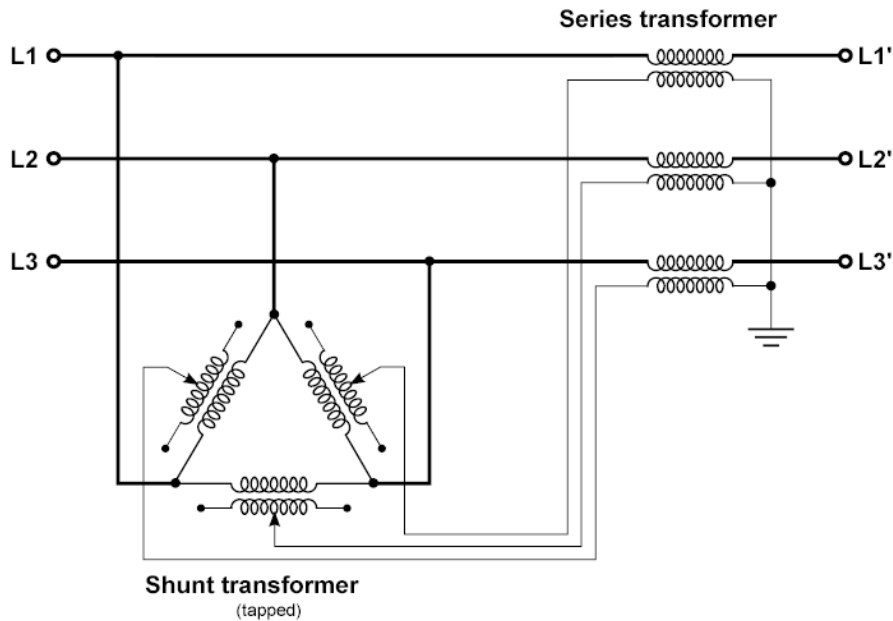 Series transformer
L1
L1'
L2
L2'
L3
L3'
Shunt transformer
(tapped)